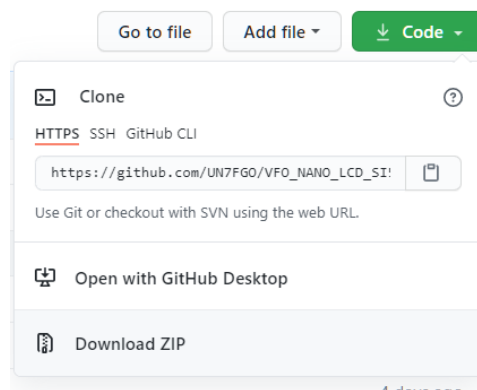 Go to file Add file Code
Clone
HTTPS SSH GitHub CLI
https://github.com/UN7FGO/VFO_NANO_LCD_SI
Use Git or checkout with SVN using the web URL.
Open with GitHub Desktop
Download ZIP